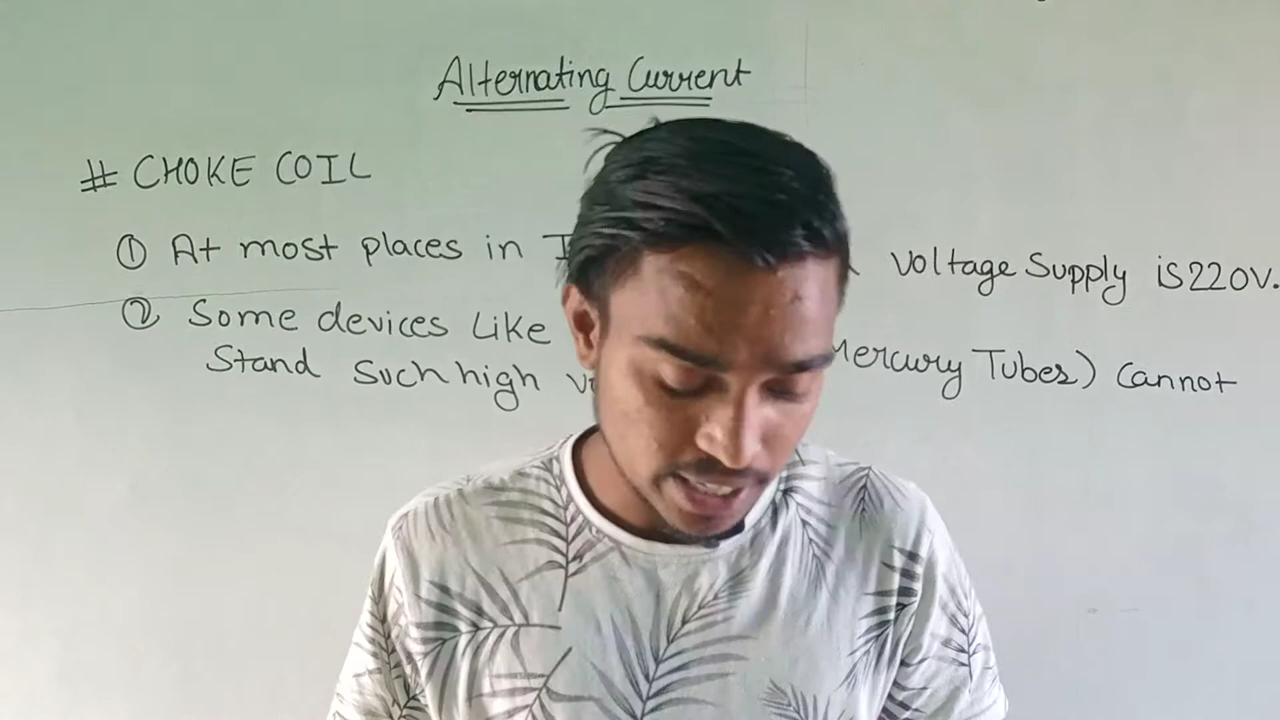 Alternating Current
# CHOKE COIL
① At most places in Voltage Supply is 220V.
② Some devices Like Mercury Tubes) Cannot
Stand Such high